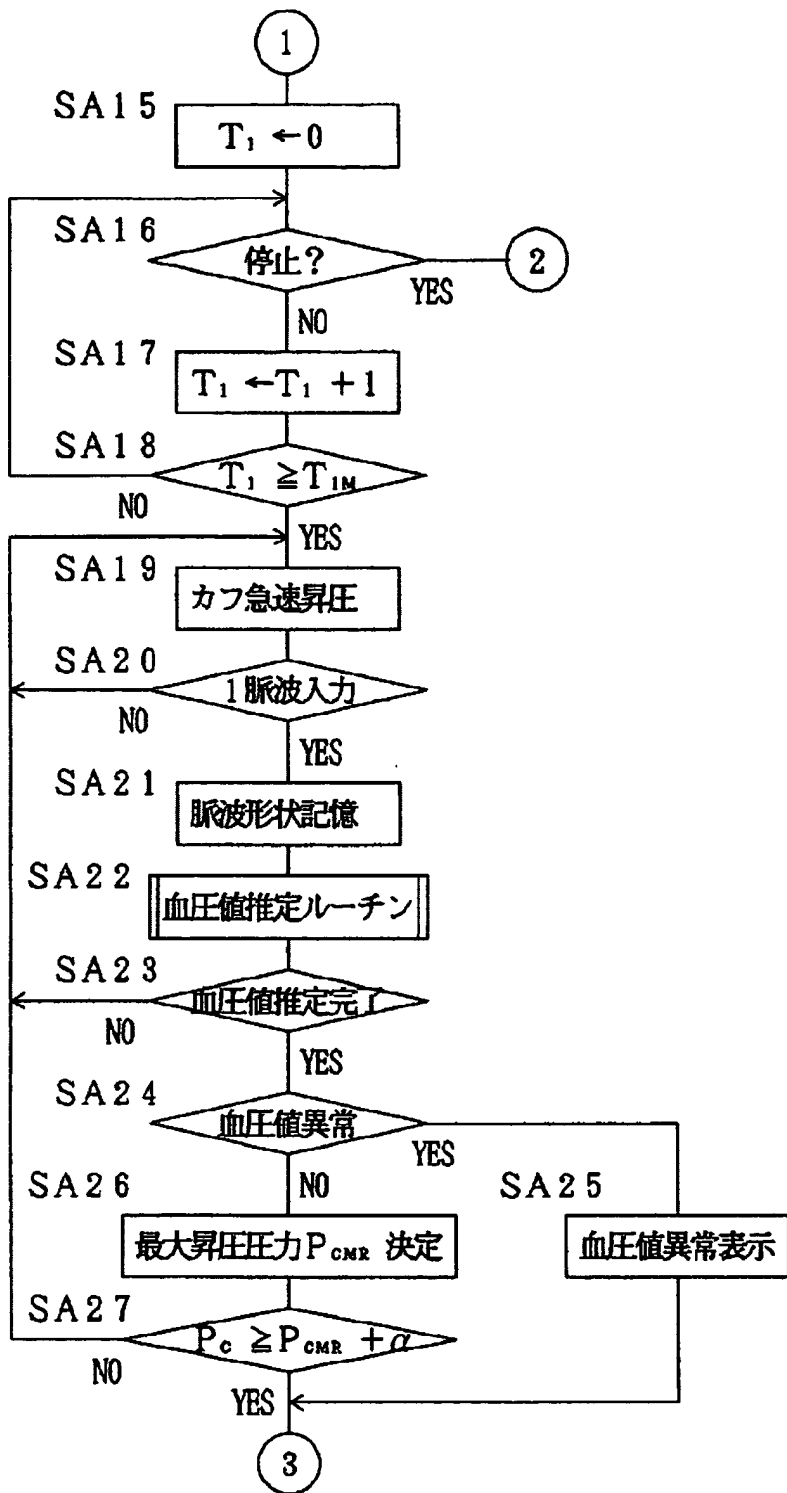 1
SA15
T₁ ←0
SA16
停止?
YES
2
NO
SA17
T₁ ←T₁ +1
SA18
T₁ ≧T₁ₘ
NO
YES
SA19
カフ急速昇圧
SA20
1脈波入力
NO
YES
SA21
脈波形状記憶
SA22
血圧値推定ルーチン
SA23
血圧値推定完了
NO
YES
SA24
血圧値異常
YES
NO
SA26
SA25
最大昇圧圧力PCMR 決定
血圧値異常表示
SA27
PC ≧PCMR +α
NO
YES
3